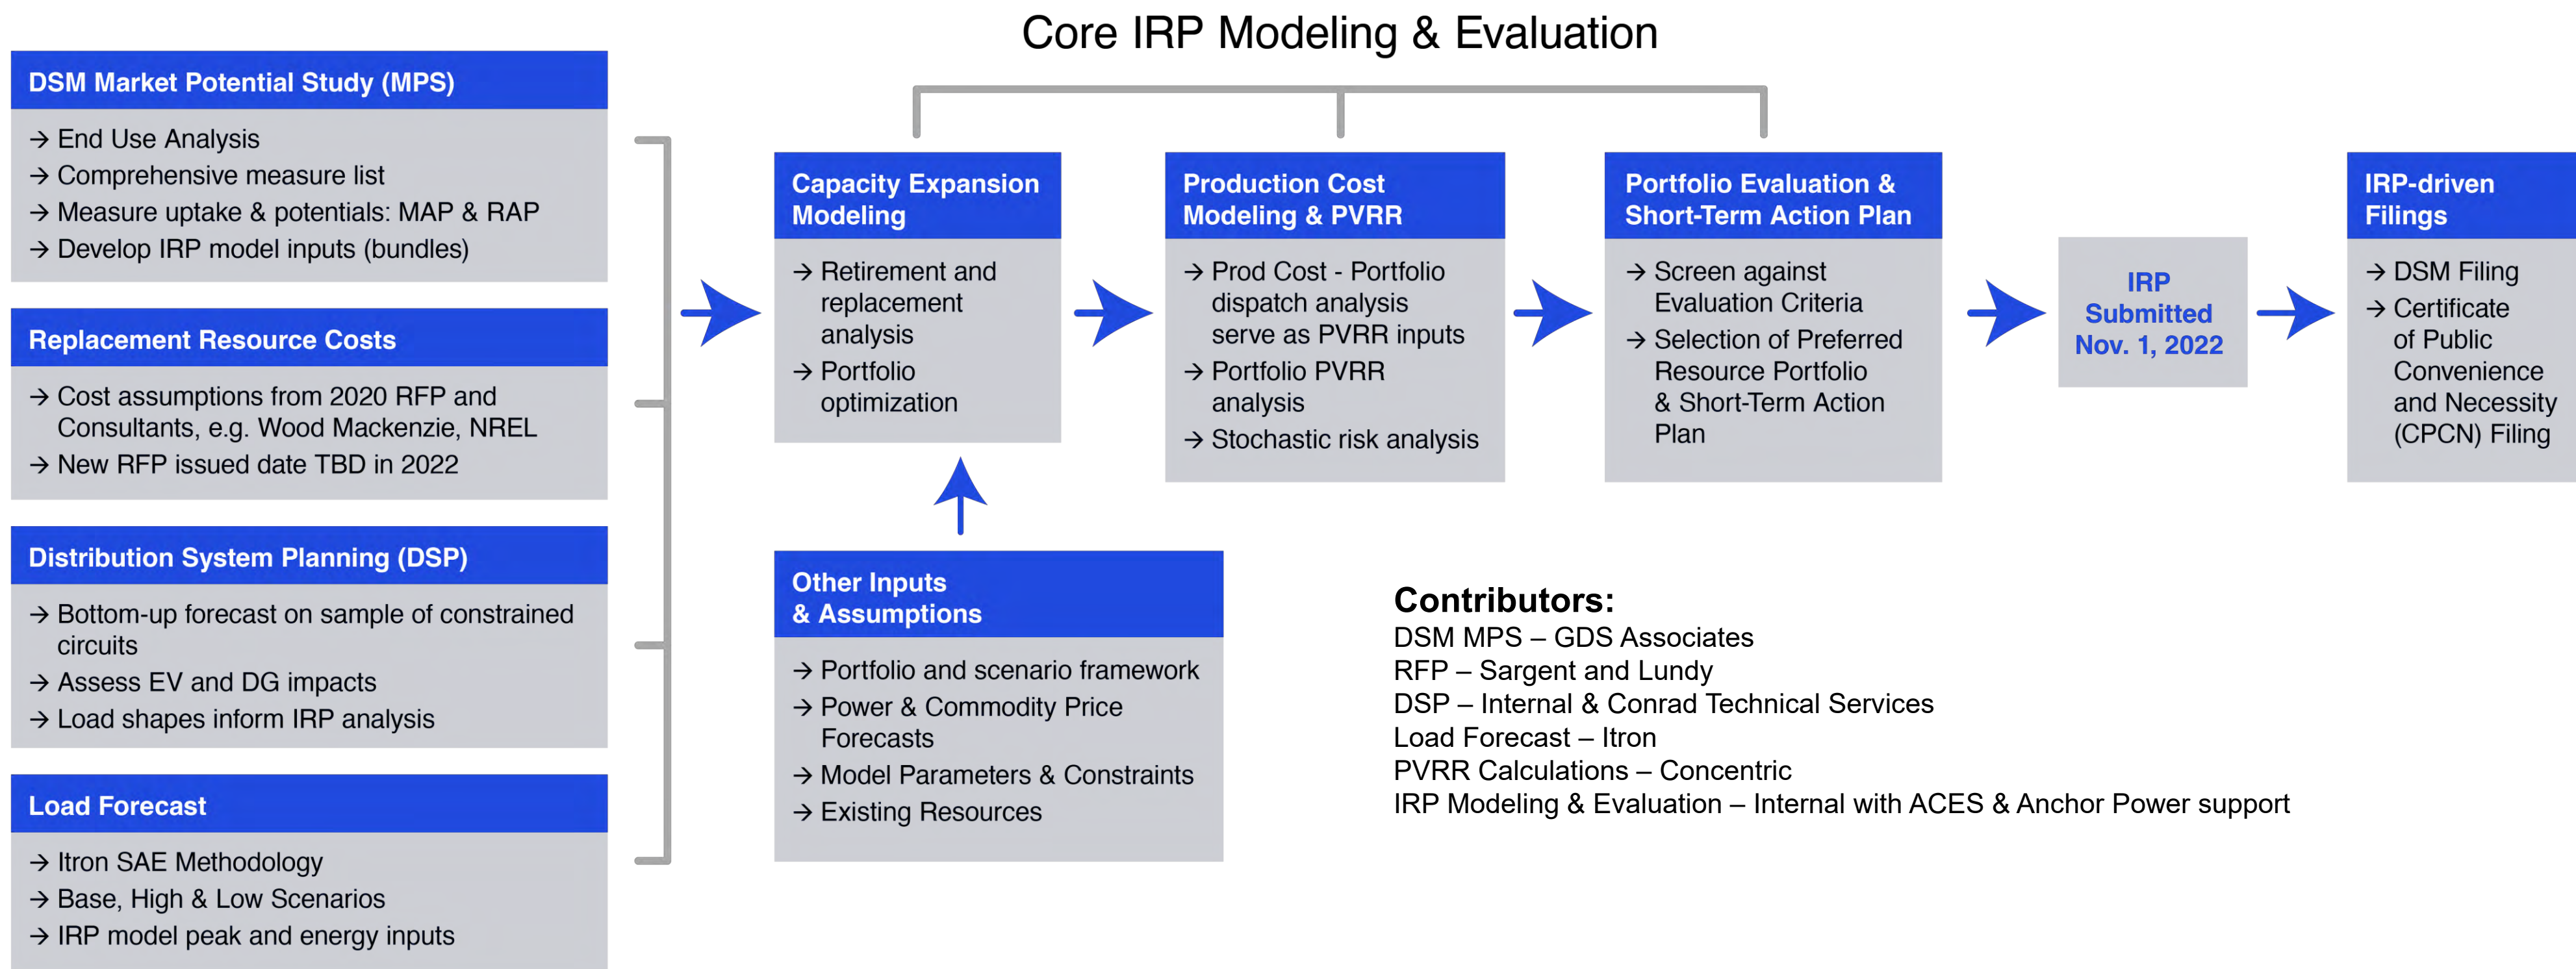 Core IRP Modeling & Evaluation
DSM Market Potential Study (MPS)
→ End Use Analysis
→ Comprehensive measure list
→ Measure uptake & potentials: MAP & RAP
→ Develop IRP model inputs (bundles)
Replacement Resource Costs
→ Cost assumptions from 2020 RFP and
Consultants, e.g. Wood Mackenzie, NREL
→ New RFP issued date TBD in 2022
Distribution System Planning (DSP)
→ Bottom-up forecast on sample of constrained
circuits
→ Assess EV and DG impacts
→ Load shapes inform IRP analysis
Load Forecast
→ Itron SAE Methodology
→ Base, High & Low Scenarios
→ IRP model peak and energy inputs
Capacity Expansion
Modeling
→ Retirement and
replacement
analysis
→ Portfolio
optimization
Other Inputs
& Assumptions
→ Portfolio and scenario framework
→ Power & Commodity Price
Forecasts
→ Model Parameters & Constraints
→ Existing Resources
Production Cost
Modeling & PVRR
→ Prod Cost - Portfolio
dispatch analysis
serve as PVRR inputs
→ Portfolio PVRR
analysis
→ Stochastic risk analysis
Portfolio Evaluation &
Short-Term Action Plan
→ Screen against
Evaluation Criteria
→ Selection of Preferred
Resource Portfolio
& Short-Term Action
Plan
IRP
Submitted
Nov. 1, 2022
IRP-driven
Filings
→ DSM Filing
→ Certificate
of Public
Convenience
and Necessity
(CPCN) Filing
Contributors:
DSM MPS – GDS Associates
RFP – Sargent and Lundy
DSP – Internal & Conrad Technical Services
Load Forecast – Itron
PVRR Calculations – Concentric
IRP Modeling & Evaluation – Internal with ACES & Anchor Power support